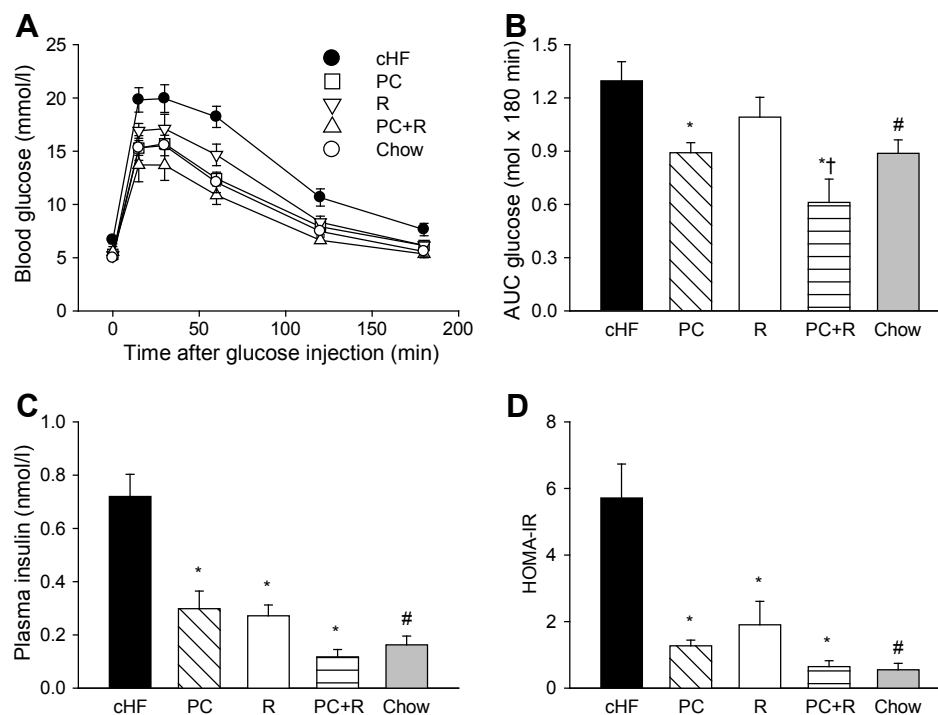 A
Blood glucose (mmol/l)
25
20
15
10
5
0
cHF
PC
R
PC+R
Chow
0 50 100 150 200
Time after glucose injection (min)
B
AUC glucose (mol x 180 min)
1.5
1.2
0.9
0.6
0.3
0.0
*
*†
#
cHF PC R PC+R Chow
C
Plasma insulin (nmol/l)
1.0
0.8
0.6
0.4
0.2
0.0
*
*
*
#
cHF PC R PC+R Chow
D
HOMA-IR
8
6
4
2
0
*
*
*
#
cHF PC R PC+R Chow